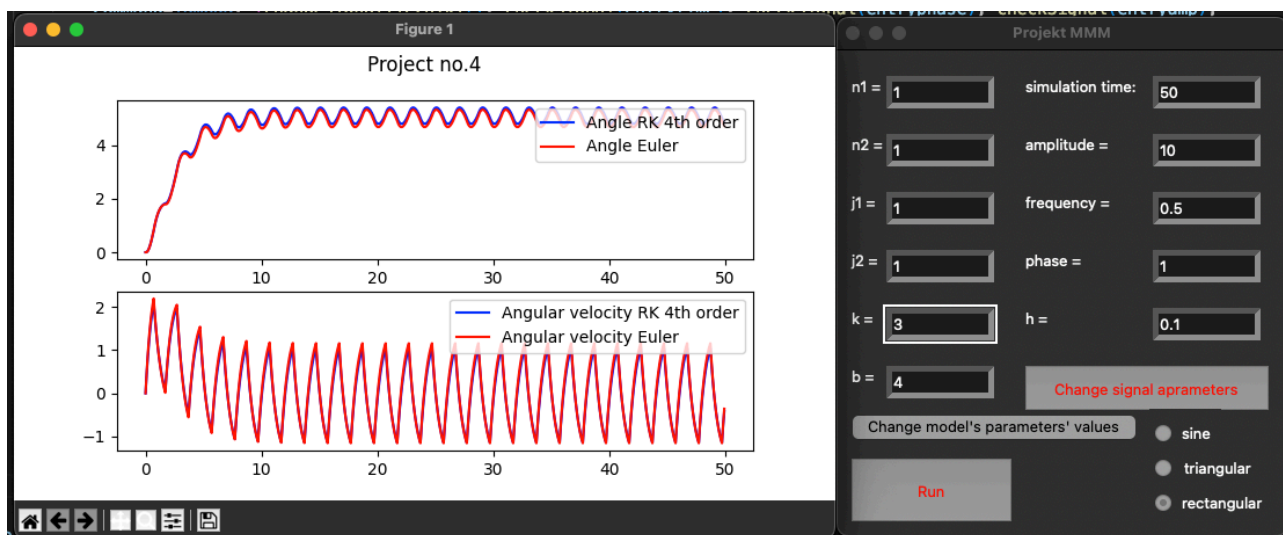 Figure 1
Project no.4
4
2
0
Angle RK 4th order
Angle Euler
0 10 20 30 40 50
2
1
0
−1
Angular velocity RK 4th order
Angular velocity Euler
0 10 20 30 40 50
Projekt MMM
n1 = 1 simulation time: 50
n2 = 1 amplitude = 10
j1 = 1 frequency = 0.5
j2 = 1 phase = 1
k = 3 h = 0.1
b = 4 Change signal aprameters
Change model's parameters' values
sine
triangular
Run
rectangular